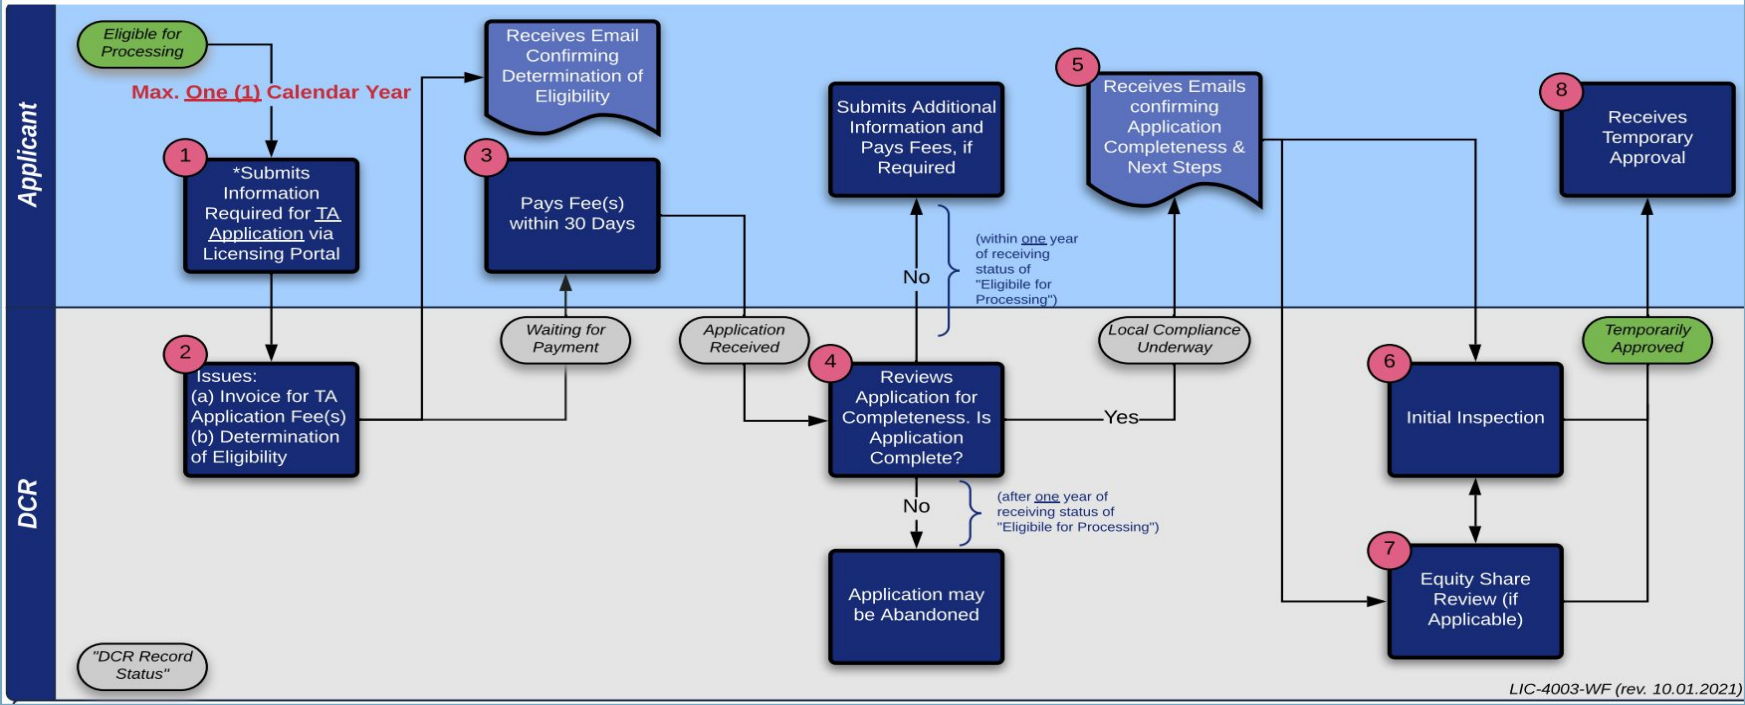 Applicant
Eligible for
Processing
Max. One (1) Calendar Year
1
*Submits
Information
Required for TA
Application via
Licensing Portal
Receives Email
Confirming
Determination of
Eligibility
3
Pays Fee(s)
within 30 Days
Submits Additional
Information and
Pays Fees, if
Required
No
(within one year
of receiving
status of
"Eligibile for
Processing")
5
Receives Emails
confirming
Application
Completeness &
Next Steps
8
Receives
Temporary
Approval
DCR
2
Issues:
(a) Invoice for TA
Application Fee(s)
(b) Determination
of Eligibility
Waiting for
Payment
Application
Received
4
Reviews
Application for
Completeness. Is
Application
Complete?
Yes
Local Compliance
Underway
No
(after one year of
receiving status of
"Eligibile for Processing")
Application may
be Abandoned
6
Initial Inspection
7
Equity Share
Review (if
Applicable)
Temporarily
Approved
"DCR Record
Status"
LIC-4003-WF (rev. 10.01.2021)